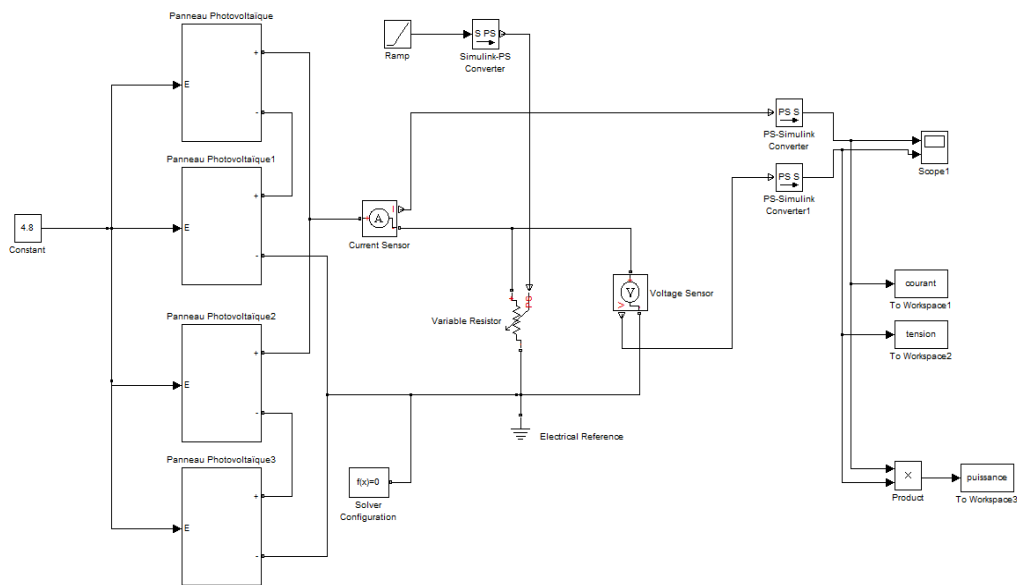 Panneau Photovoltaïque
+
E
-
Panneau Photovoltaïque1
+
E
-
4.8
Constant
Panneau Photovoltaïque2
+
E
-
Panneau Photovoltaïque3
+
E
-
Ramp
S PS
Simulink-PS
Converter
+
A
I
Current Sensor
f(x)=0
Solver
Configuration
+
PS
Variable Resistor
Electrical Reference
+
V
V
Voltage Sensor
PS S
PS-Simulink
Converter
PS S
PS-Simulink
Converter1
Scope1
courant
To Workspace1
tension
To Workspace2
×
Product
puissance
To Workspace3